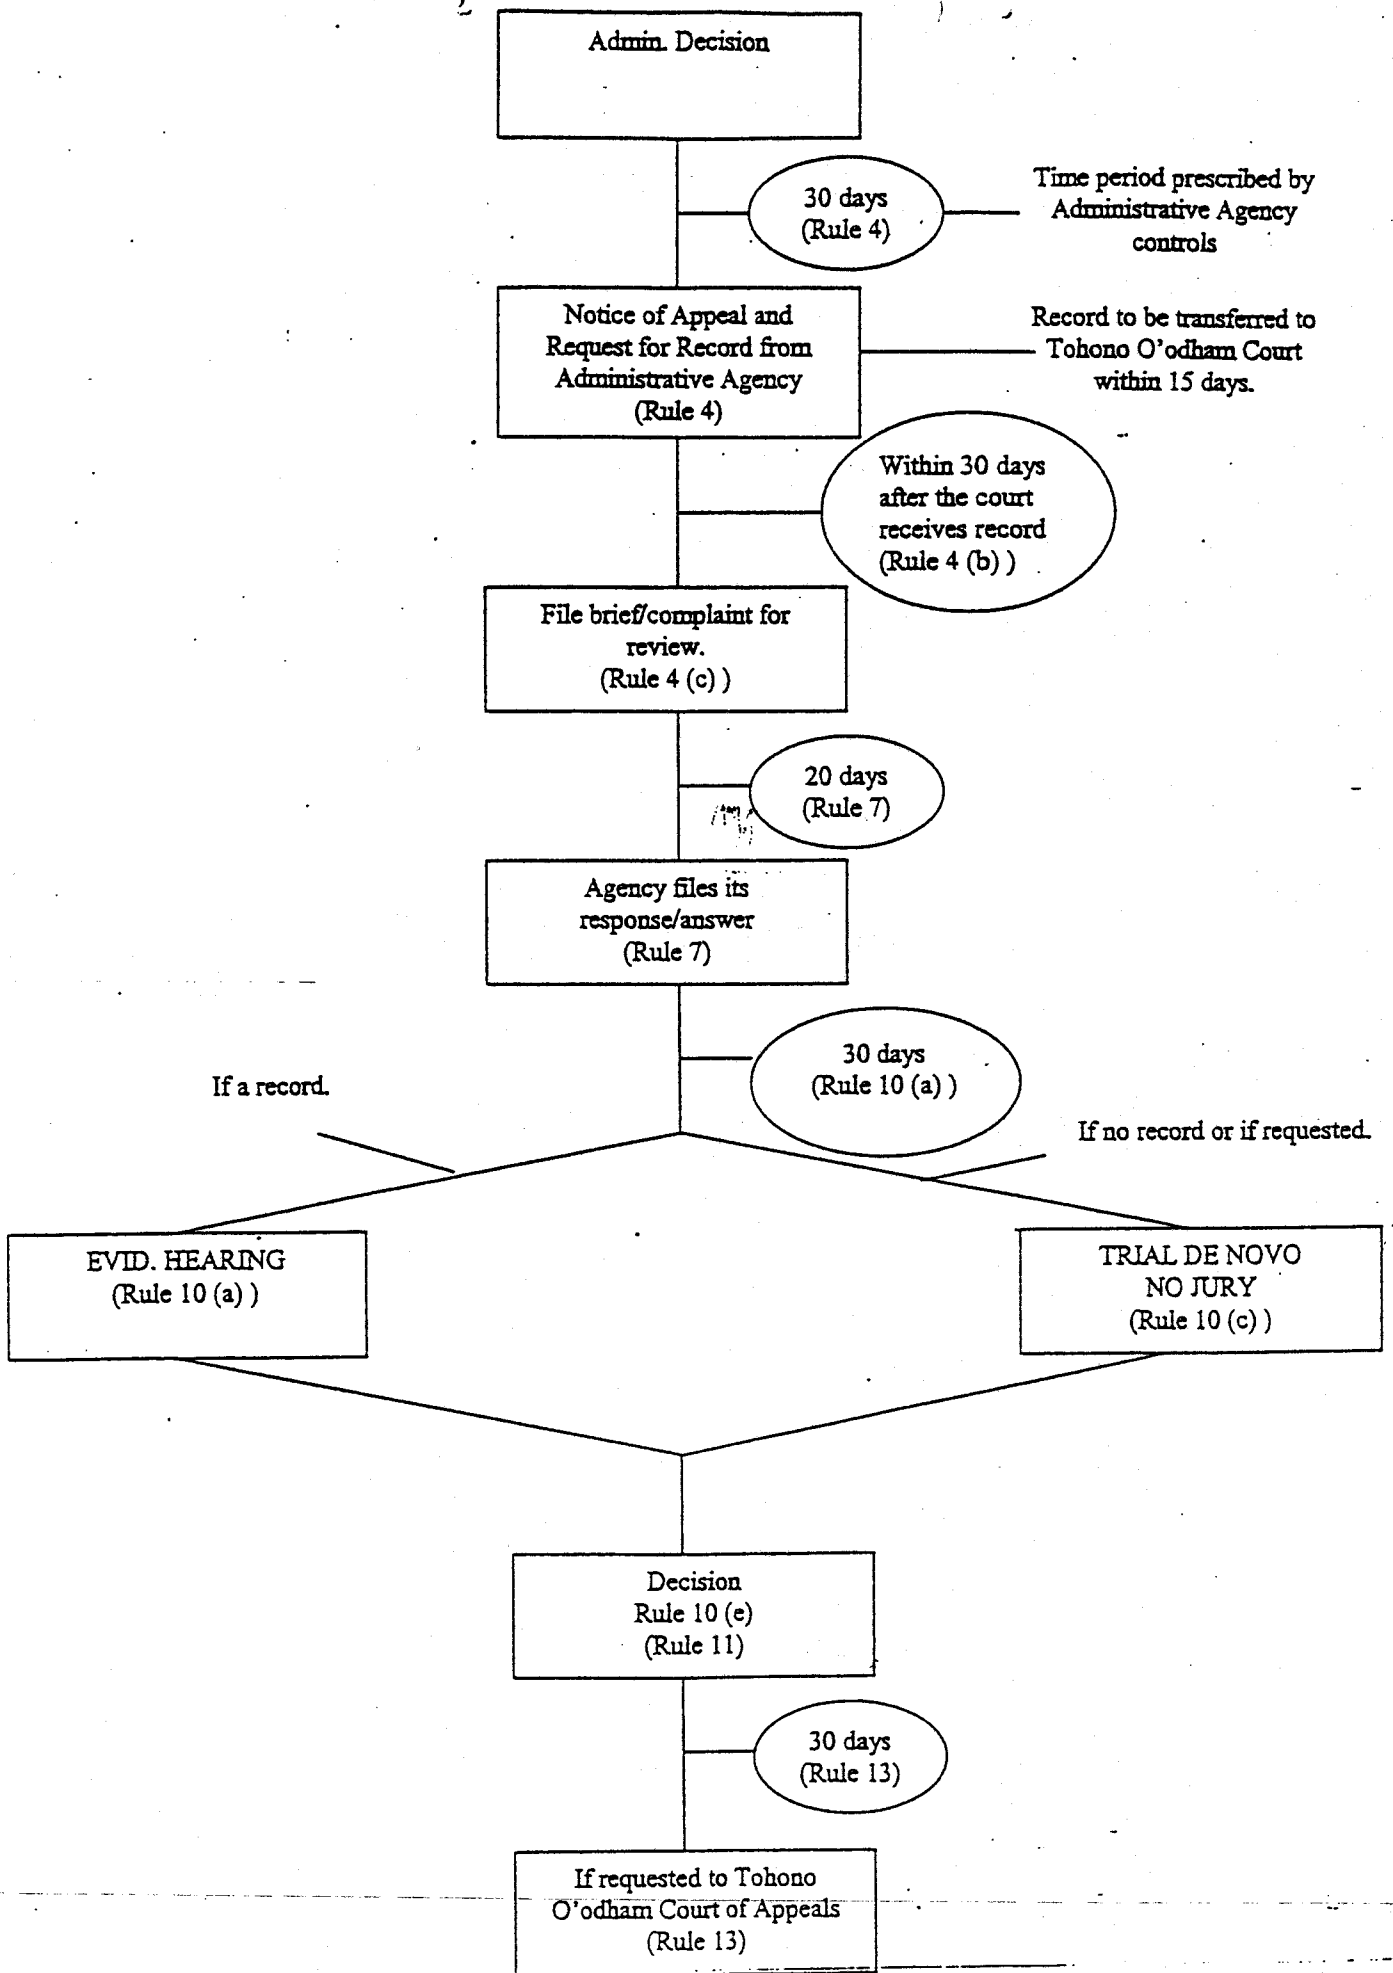 Admin. Decision
30 days
(Rule 4)
Time period prescribed by
Administrative Agency
controls
Notice of Appeal and
Request for Record from
Administrative Agency
(Rule 4)
Record to be transferred to
Tohono O'odham Court
within 15 days.
Within 30 days
after the court
receives record
(Rule 4 (b) )
File brief/complaint for
review.
(Rule 4 (c) )
20 days
(Rule 7)
Agency files its
response/answer
(Rule 7)
30 days
(Rule 10 (a) )
If a record.
If no record or if requested.
EVID. HEARING
(Rule 10 (a) )
TRIAL DE NOVO
NO JURY
(Rule 10 (c) )
Decision
Rule 10 (e)
(Rule 11)
30 days
(Rule 13)
If requested to Tohono
O'odham Court of Appeals
(Rule 13)